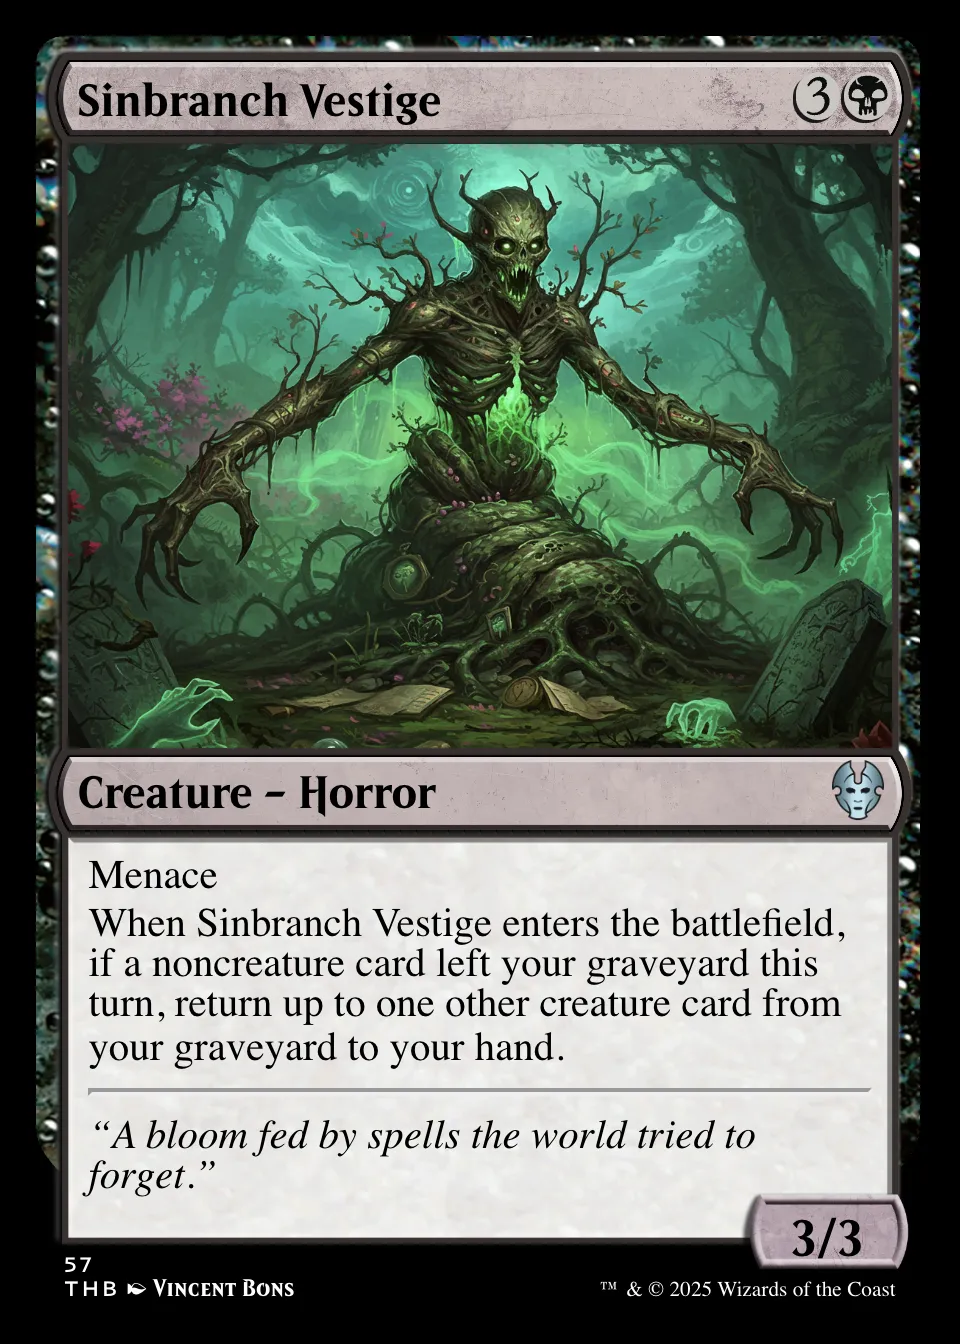 Sinbranch Vestige 3
Creature – Horror
Menace
When Sinbranch Vestige enters the battlefield,
if a noncreature card left your graveyard this
turn, return up to one other creature card from
your graveyard to your hand.
“A bloom fed by spells the world tried to
forget.”
3/3
57
THB VINCENT BONS
™ & © 2025 Wizards of the Coast